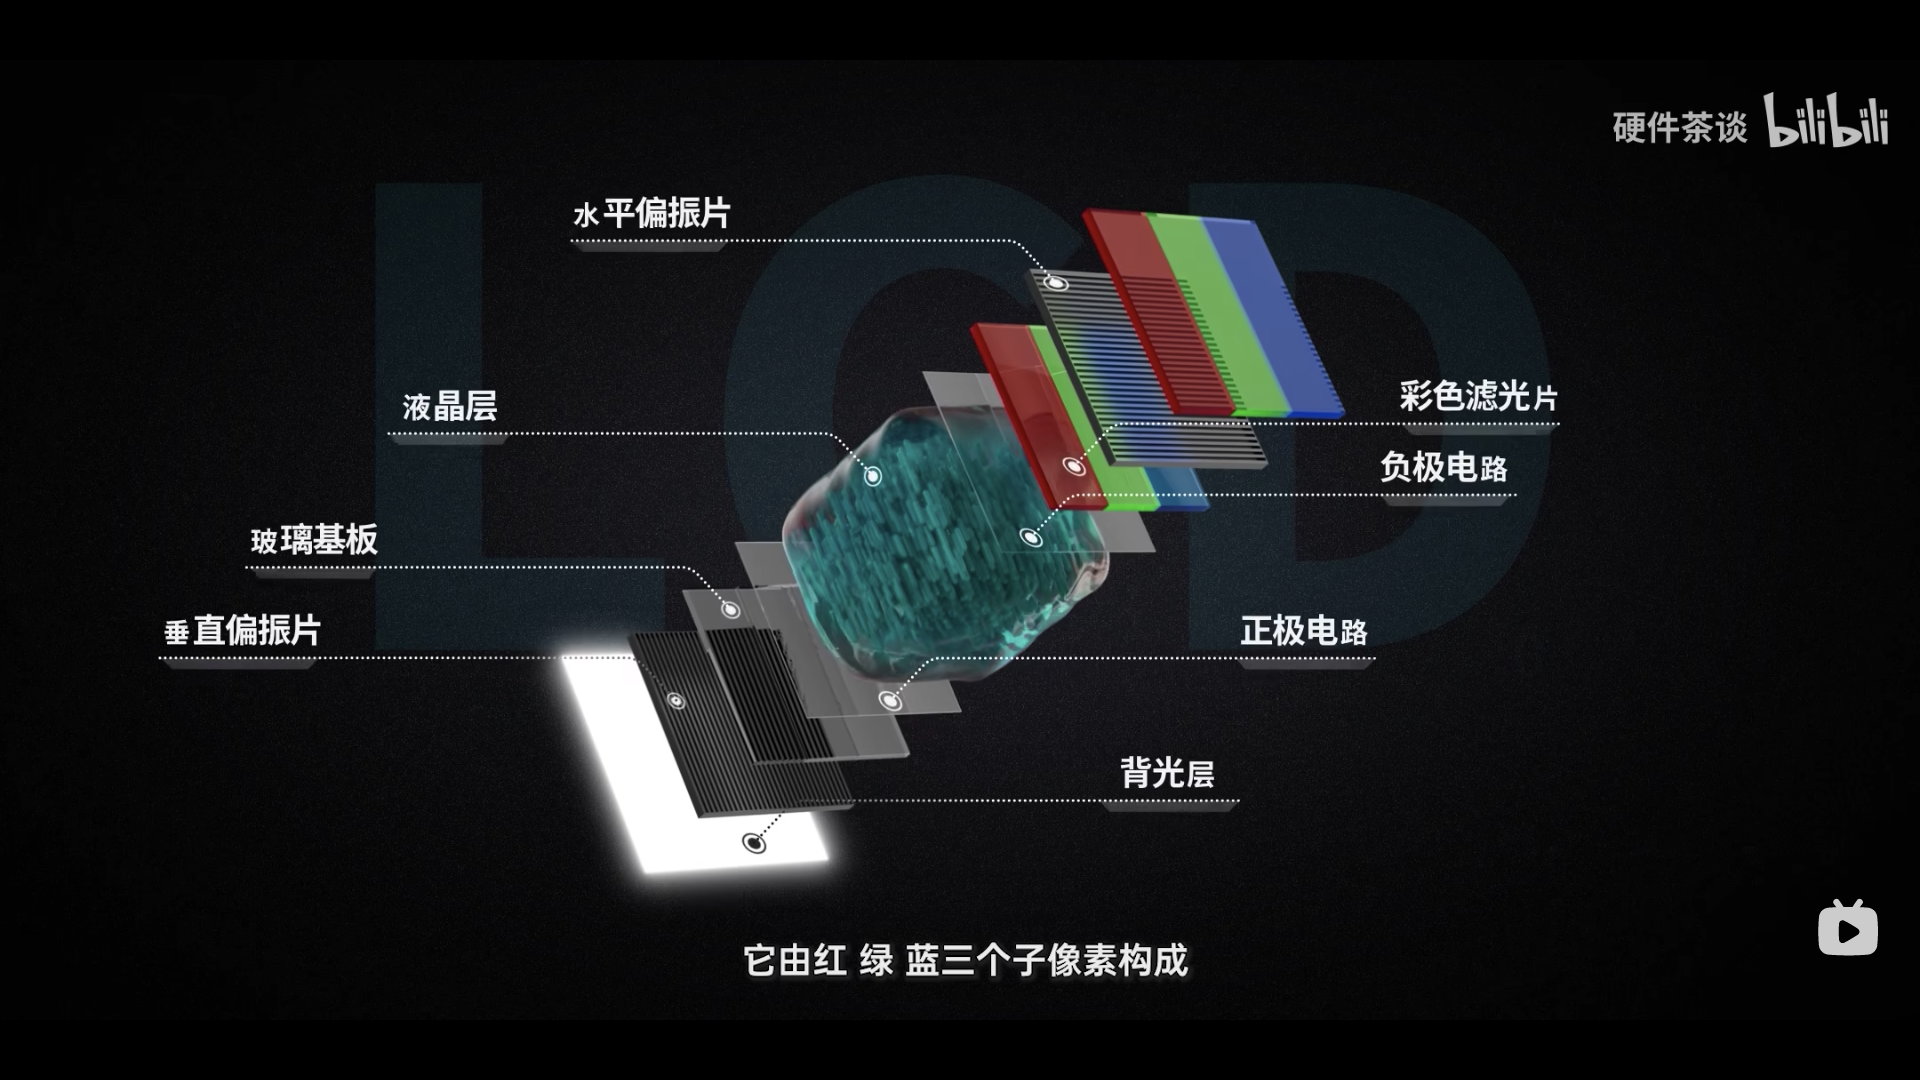 硬件茶谈 bilibili
LCD
水平偏振片
彩色滤光片
液晶层
负极电路
玻璃基板
垂直偏振片
正极电路
背光层
它由红 绿 蓝三个子像素构成